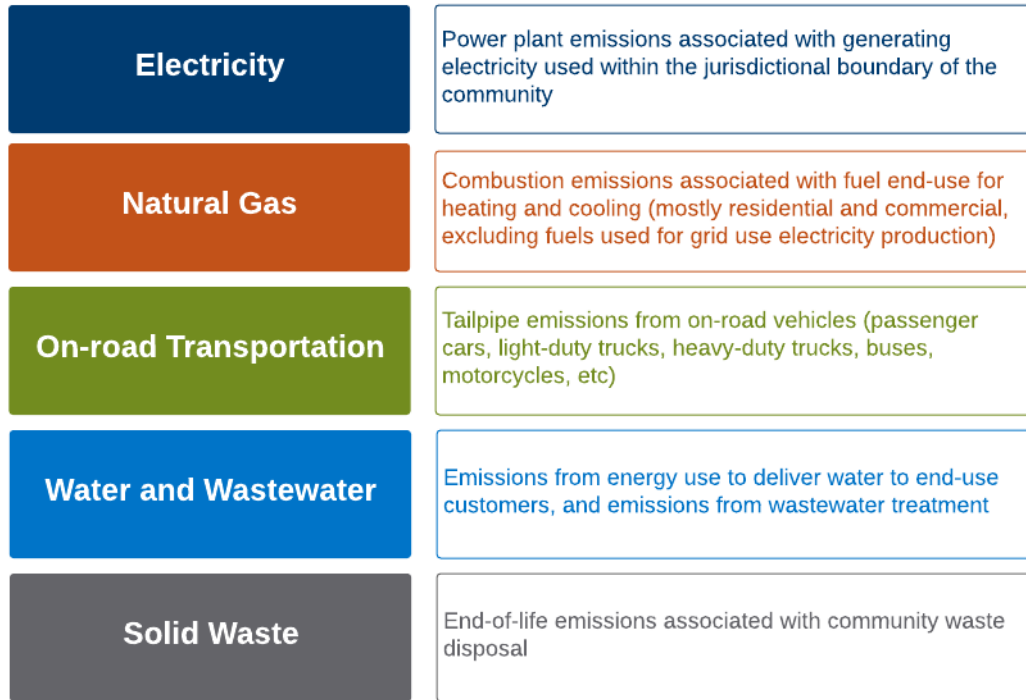 Electricity
Power plant emissions associated with generating
electricity used within the jurisdictional boundary of the
community
Natural Gas
Combustion emissions associated with fuel end-use for
heating and cooling (mostly residential and commercial,
excluding fuels used for grid use electricity production)
On-road Transportation
Tailpipe emissions from on-road vehicles (passenger
cars, light-duty trucks, heavy-duty trucks, buses,
motorcycles, etc)
Water and Wastewater
Emissions from energy use to deliver water to end-use
customers, and emissions from wastewater treatment
Solid Waste
End-of-life emissions associated with community waste
disposal